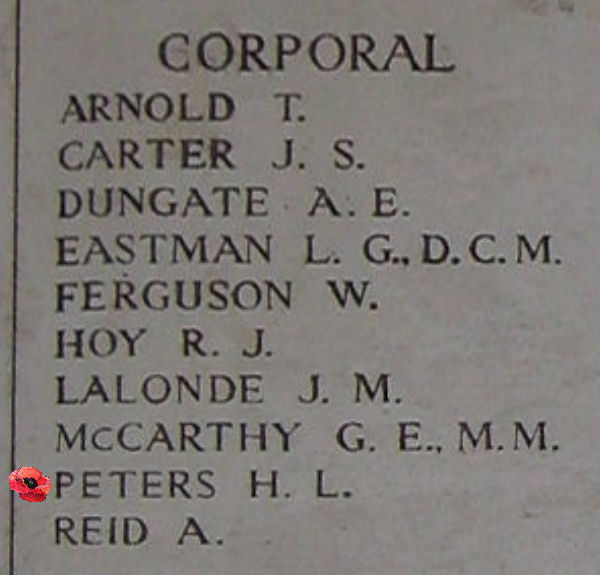 CORPORAL
ARNOLD T.
CARTER J. S.
DUNGATE A. E.
EASTMAN L. G., D.C.M.
FERGUSON W.
HOY R. J.
LALONDE J. M.
McCARTHY G. E., M.M.
PETERS H. L.
REID A.